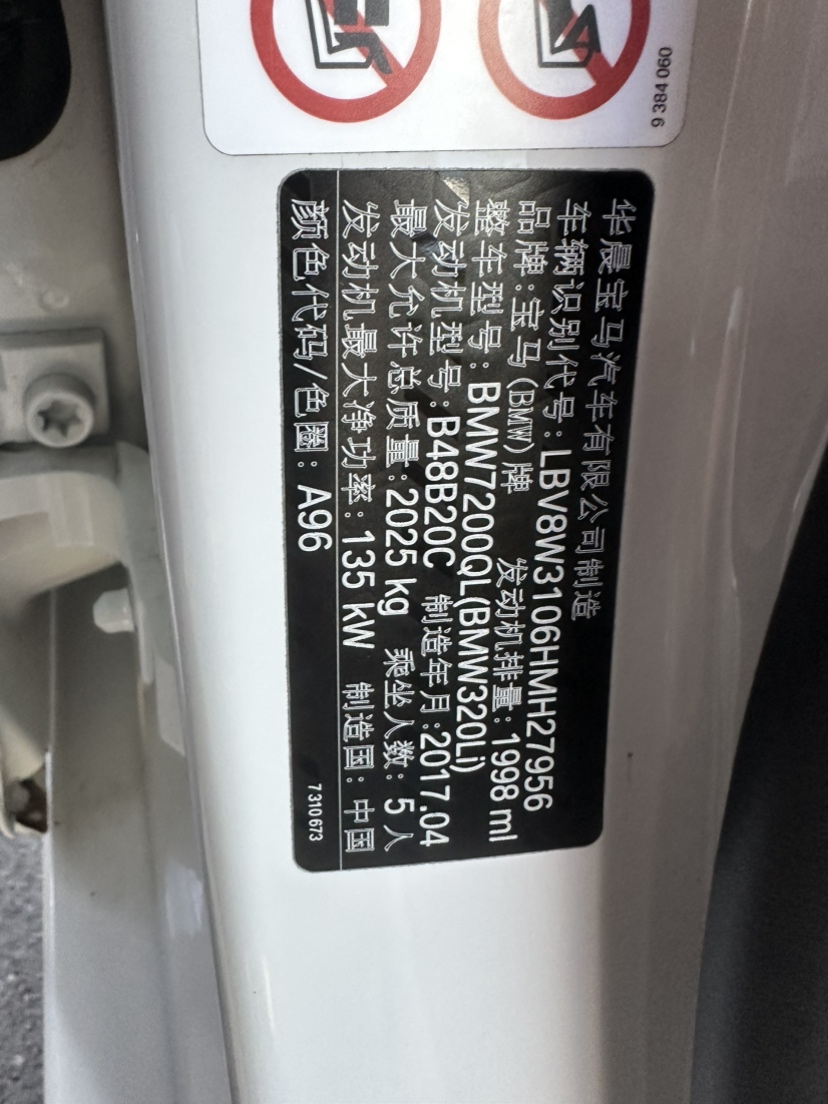 9 384 060
华晨宝马汽车有限公司制造
车辆识别代号:LBV8W3106HMH27956
品牌:宝马(BMW)牌 发动机排量:1998 ml
整车型号:BMW7200QL(BMW320Li)
发动机型号:B48B20C 制造年月:2017.04
最大允许总质量:2025 kg 乘坐人数:5人
发动机最大净功率:135 kW 制造国:中国
颜色代码/色圈:A96
7 310 673